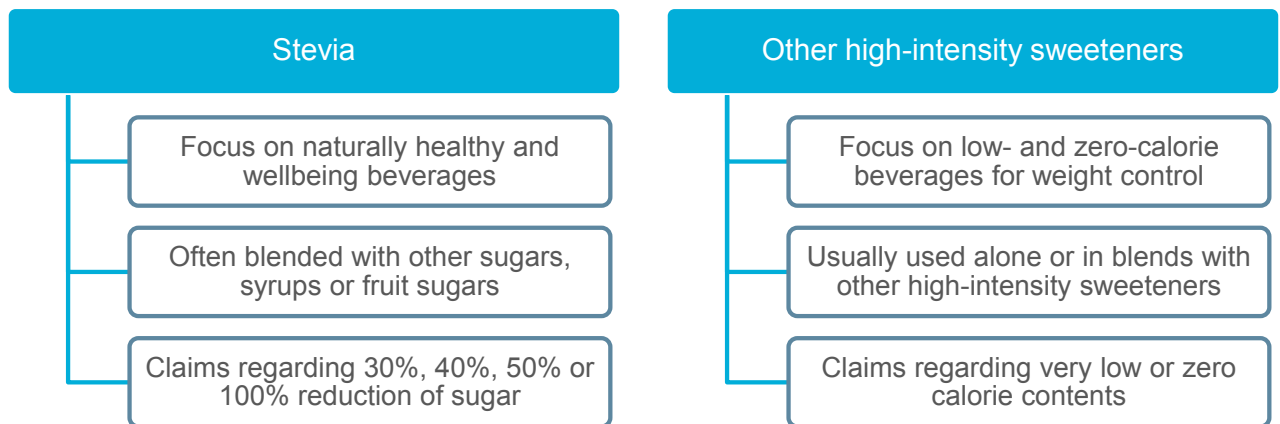 Stevia
Focus on naturally healthy and
wellbeing beverages
Often blended with other sugars,
syrups or fruit sugars
Claims regarding 30%, 40%, 50% or
100% reduction of sugar
Other high-intensity sweeteners
Focus on low- and zero-calorie
beverages for weight control
Usually used alone or in blends with
other high-intensity sweeteners
Claims regarding very low or zero
calorie contents